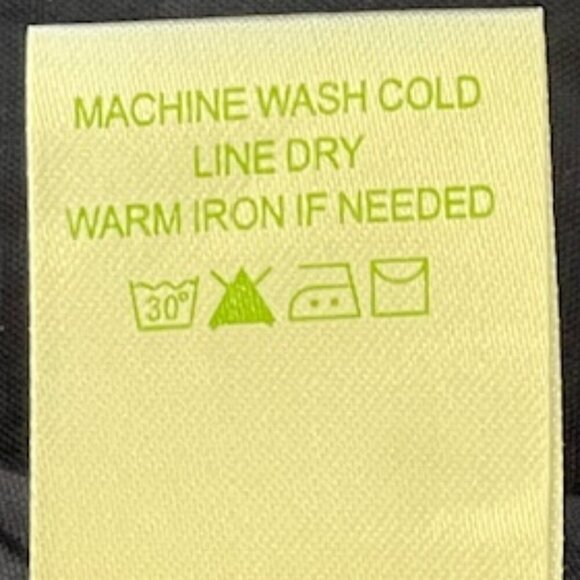 MACHINE WASH COLD
LINE DRY
WARM IRON IF NEEDED
30°